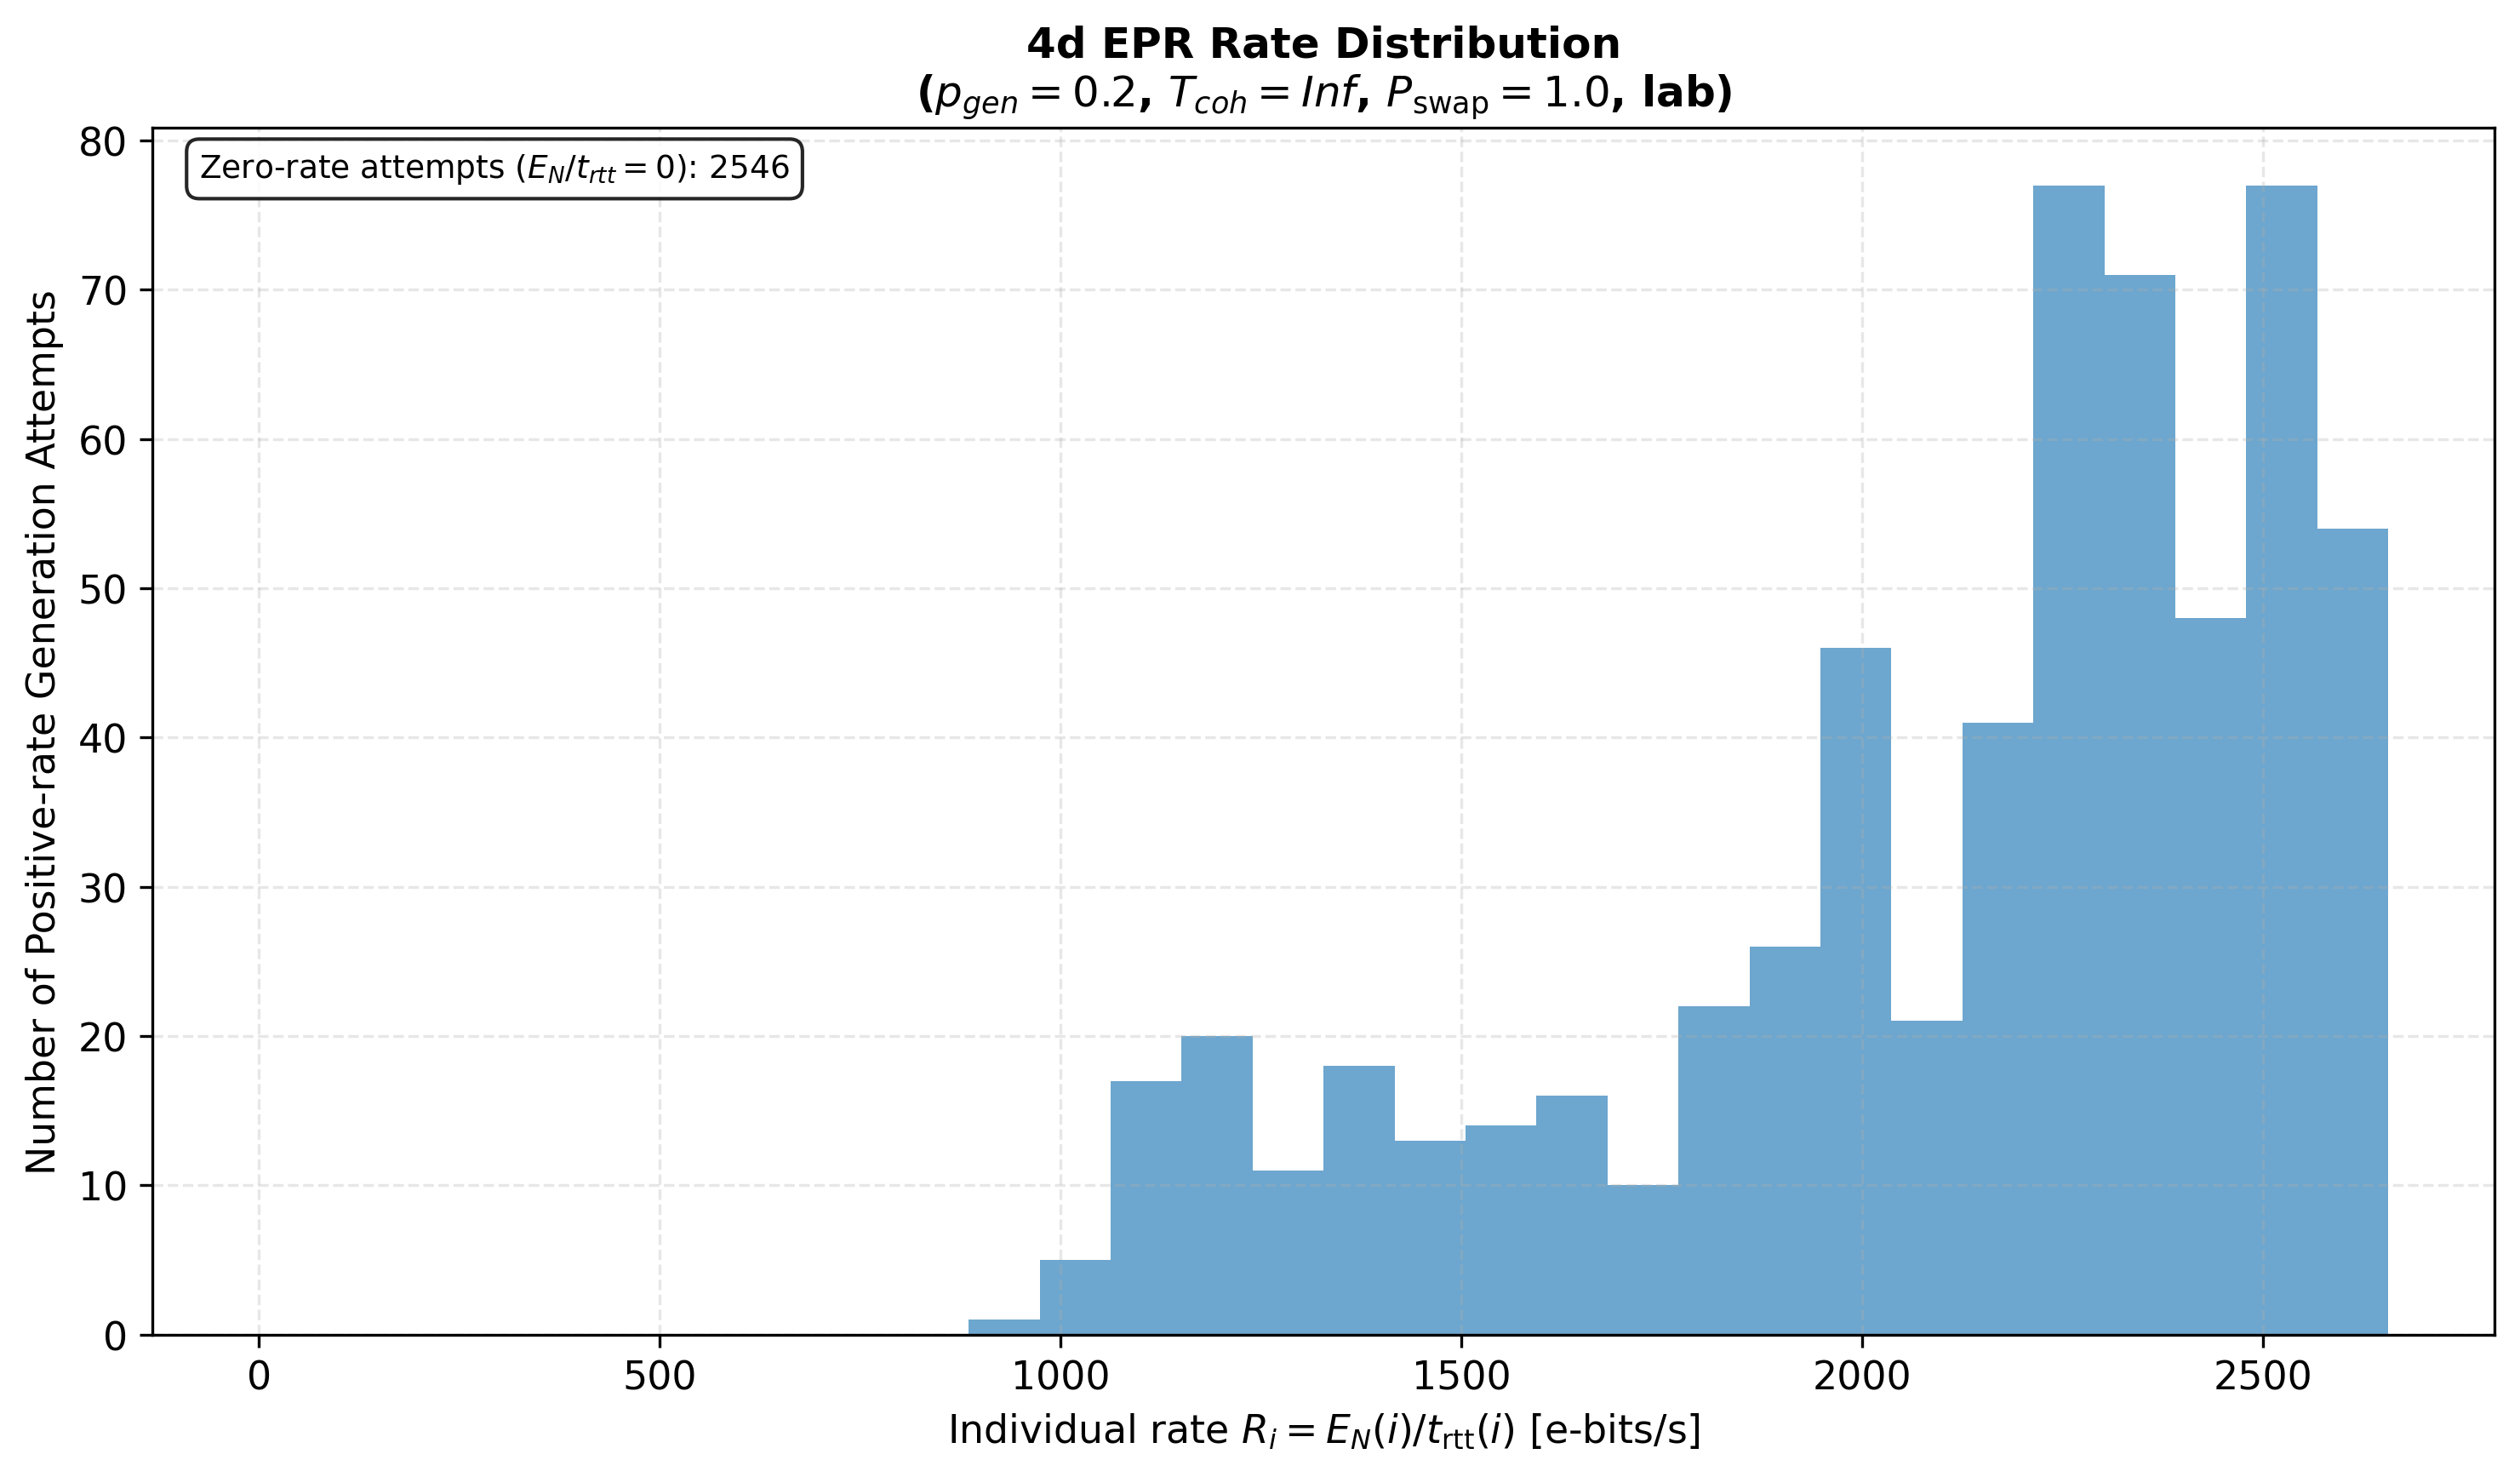 4d EPR Rate Distribution
(p_gen = 0.2, T_coh = Inf, P_swap = 1.0, lab)
Zero-rate attempts (E_N/t_rtt = 0): 2546
Number of Positive-rate Generation Attempts
80
70
60
50
40
30
20
10
0
0 500 1000 1500 2000 2500
Individual rate R_i = E_N(i)/t_rtt(i) [e-bits/s]